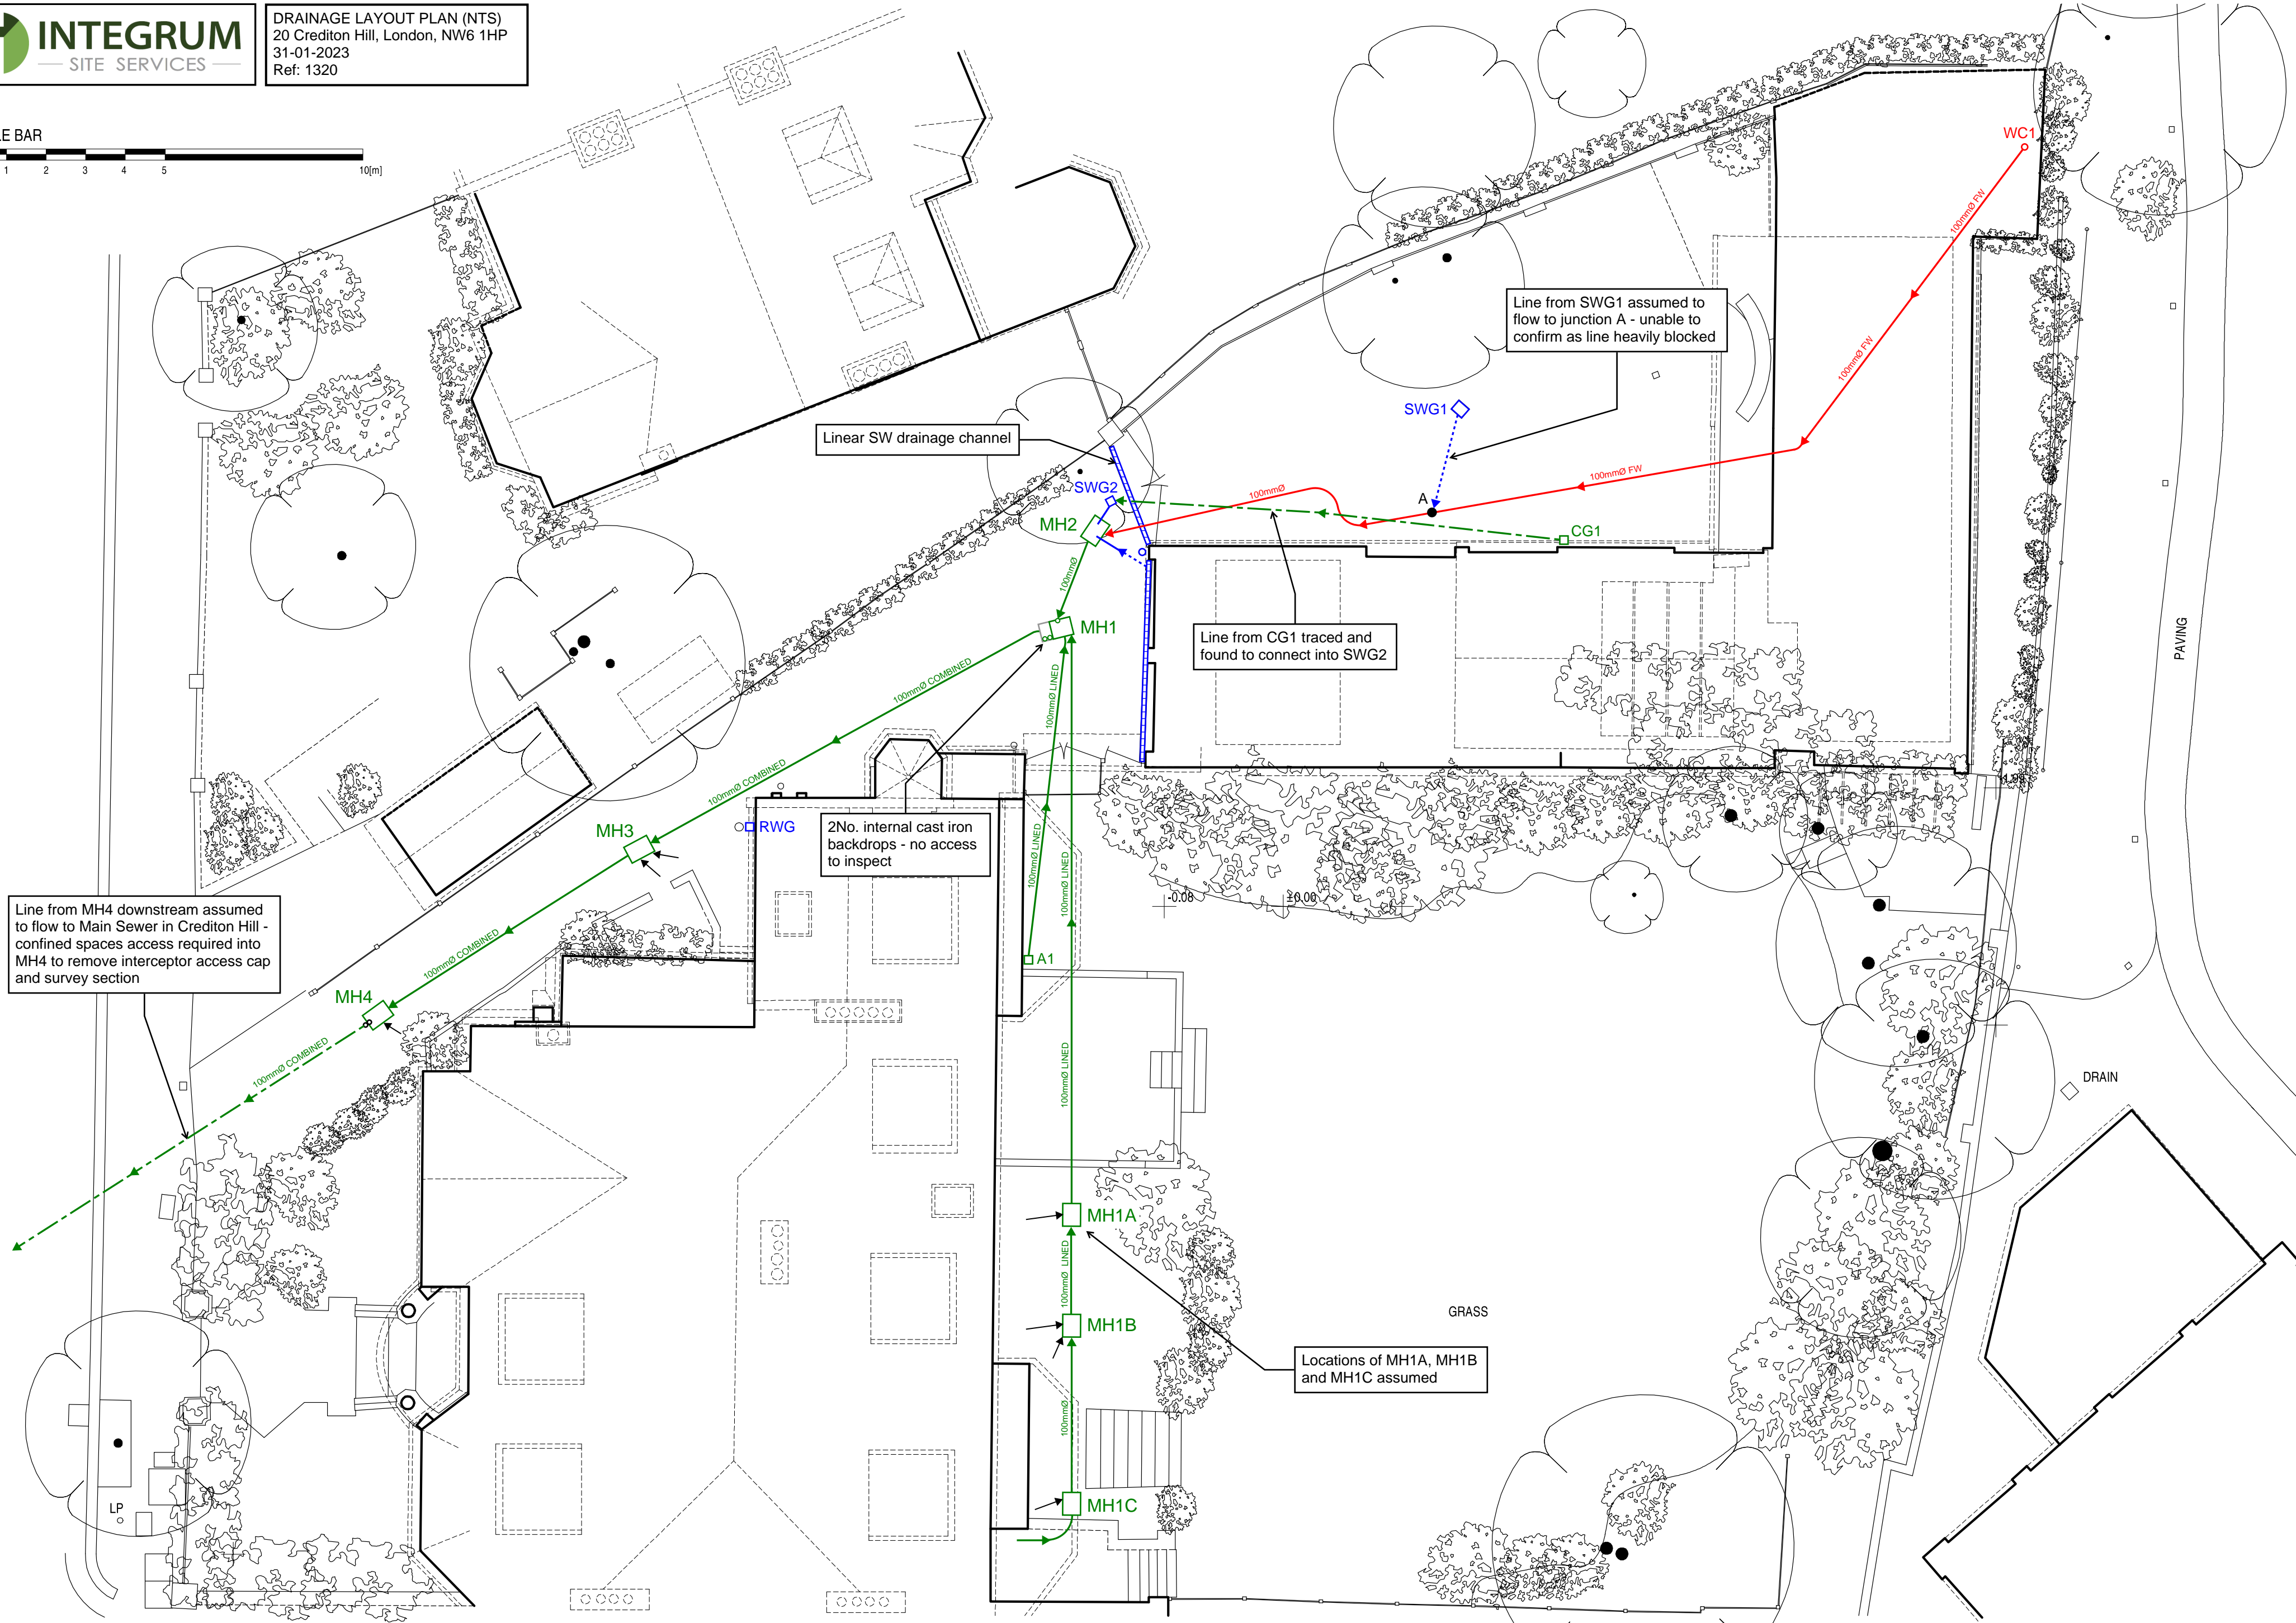 INTEGRUM
SITE SERVICES
DRAINAGE LAYOUT PLAN (NTS)
20 Crediton Hill, London, NW6 1HP
31-01-2023
Ref: 1320
LE BAR
1 2 3 4 5 10[m]
WC1
100mmØ FW
100mmØ FW
Line from SWG1 assumed to
flow to junction A - unable to
confirm as line heavily blocked
SWG1
Linear SW drainage channel
100mmØ FW
SWG2
100mmØ
A
MH2
CG1
100mmØ
MH1
Line from CG1 traced and
found to connect into SWG2
PAVING
100mmØ COMBINED
100mmØ LINED
100mmØ COMBINED
MH3
RWG
2No. internal cast iron
backdrops - no access
to inspect
100mmØ LINED
100mmØ LINED
-0.08
±0.00
Line from MH4 downstream assumed
to flow to Main Sewer in Crediton Hill -
confined spaces access required into
MH4 to remove interceptor access cap
and survey section
100mmØ COMBINED
A1
MH4
100mmØ COMBINED
100mmØ LINED
DRAIN
MH1A
100mmØ LINED
MH1B
GRASS
Locations of MH1A, MH1B
and MH1C assumed
100mmØ
MH1C
LP